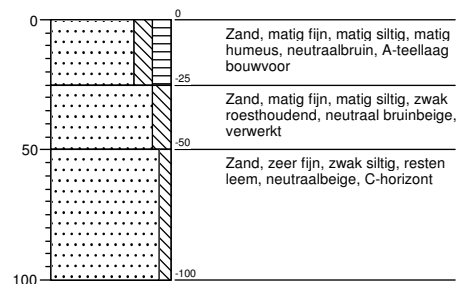 0
0
Zand, matig fijn, matig siltig, matig
humeus, neutraalbruin, A-teellaag
bouwvoor
-25
Zand, matig fijn, matig siltig, zwak
roesthoudend, neutraal bruinbeige,
verwerkt
50
-50
Zand, zeer fijn, zwak siltig, resten
leem, neutraalbeige, C-horizont
100
-100